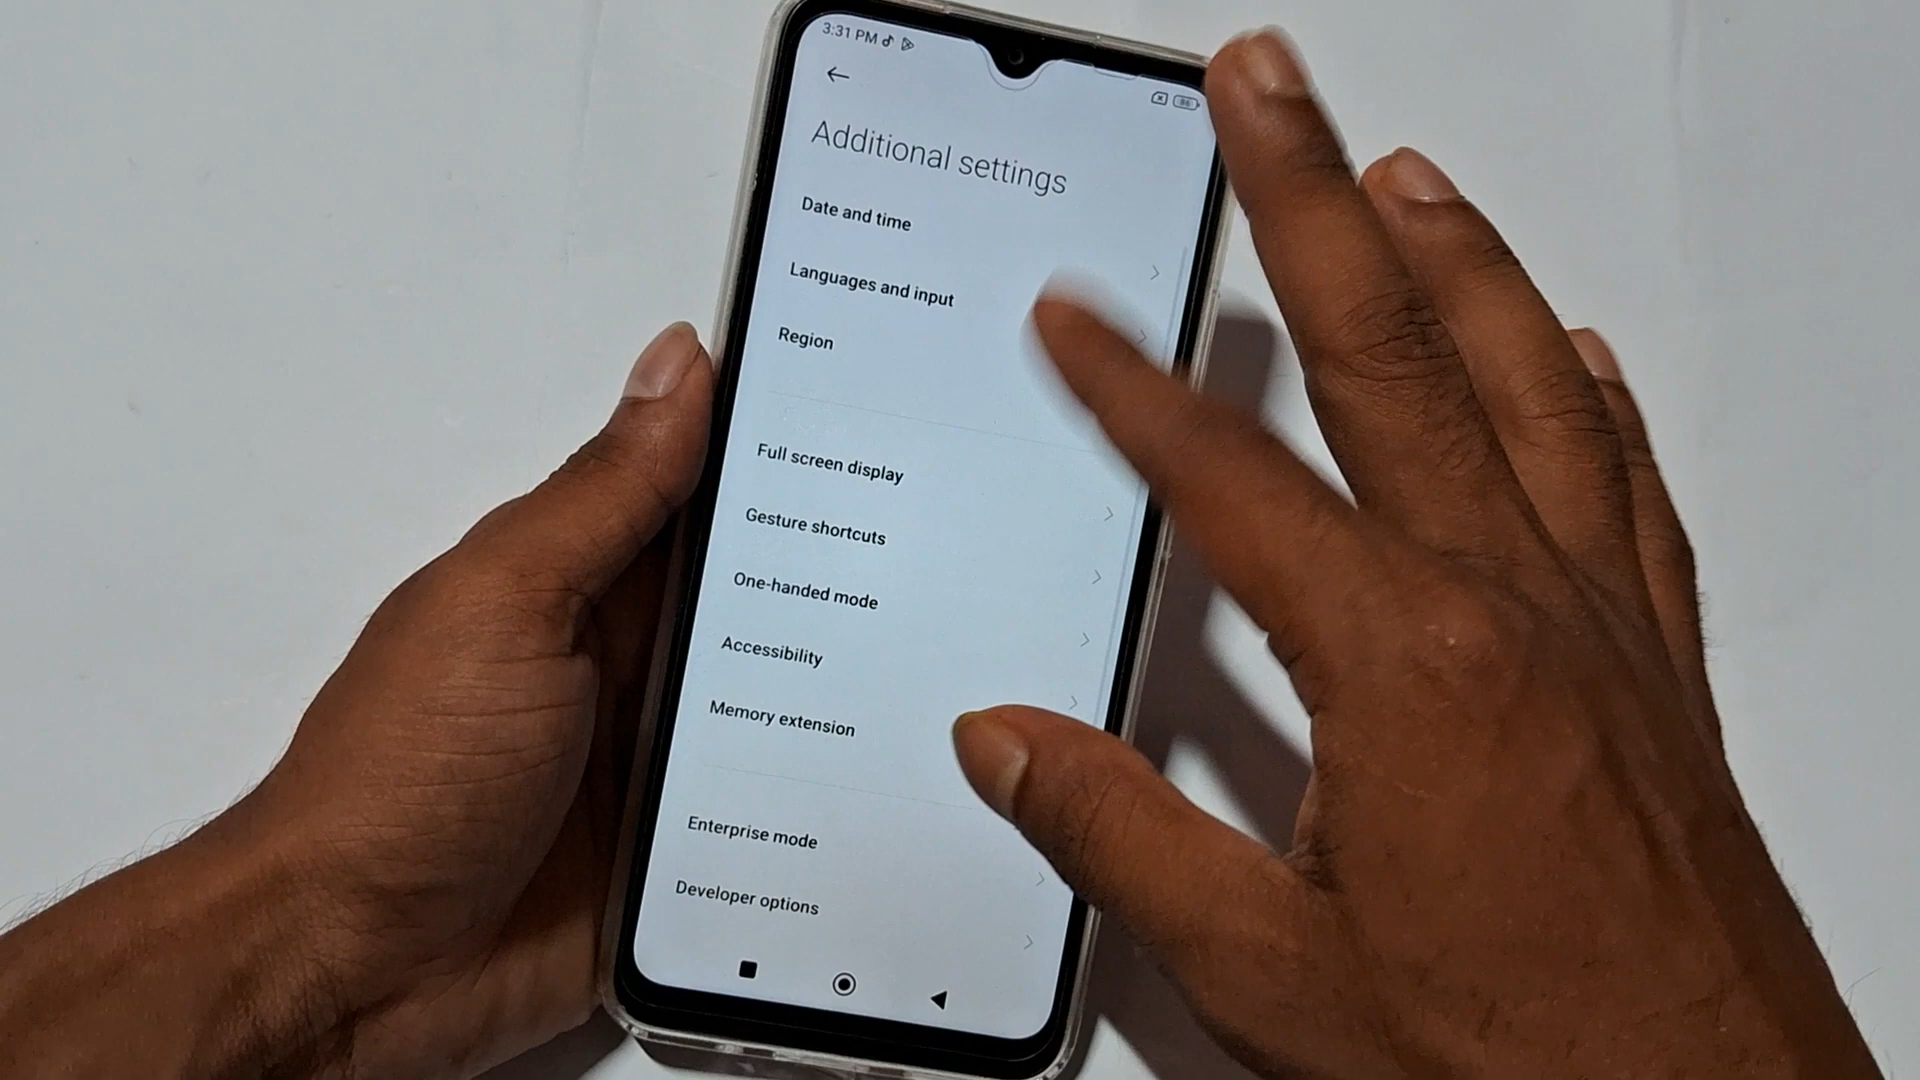 3:31 PM
86
Additional settings
Date and time
Languages and input
Region
Full screen display
Gesture shortcuts
One-handed mode
Accessibility
Memory extension
Enterprise mode
Developer options